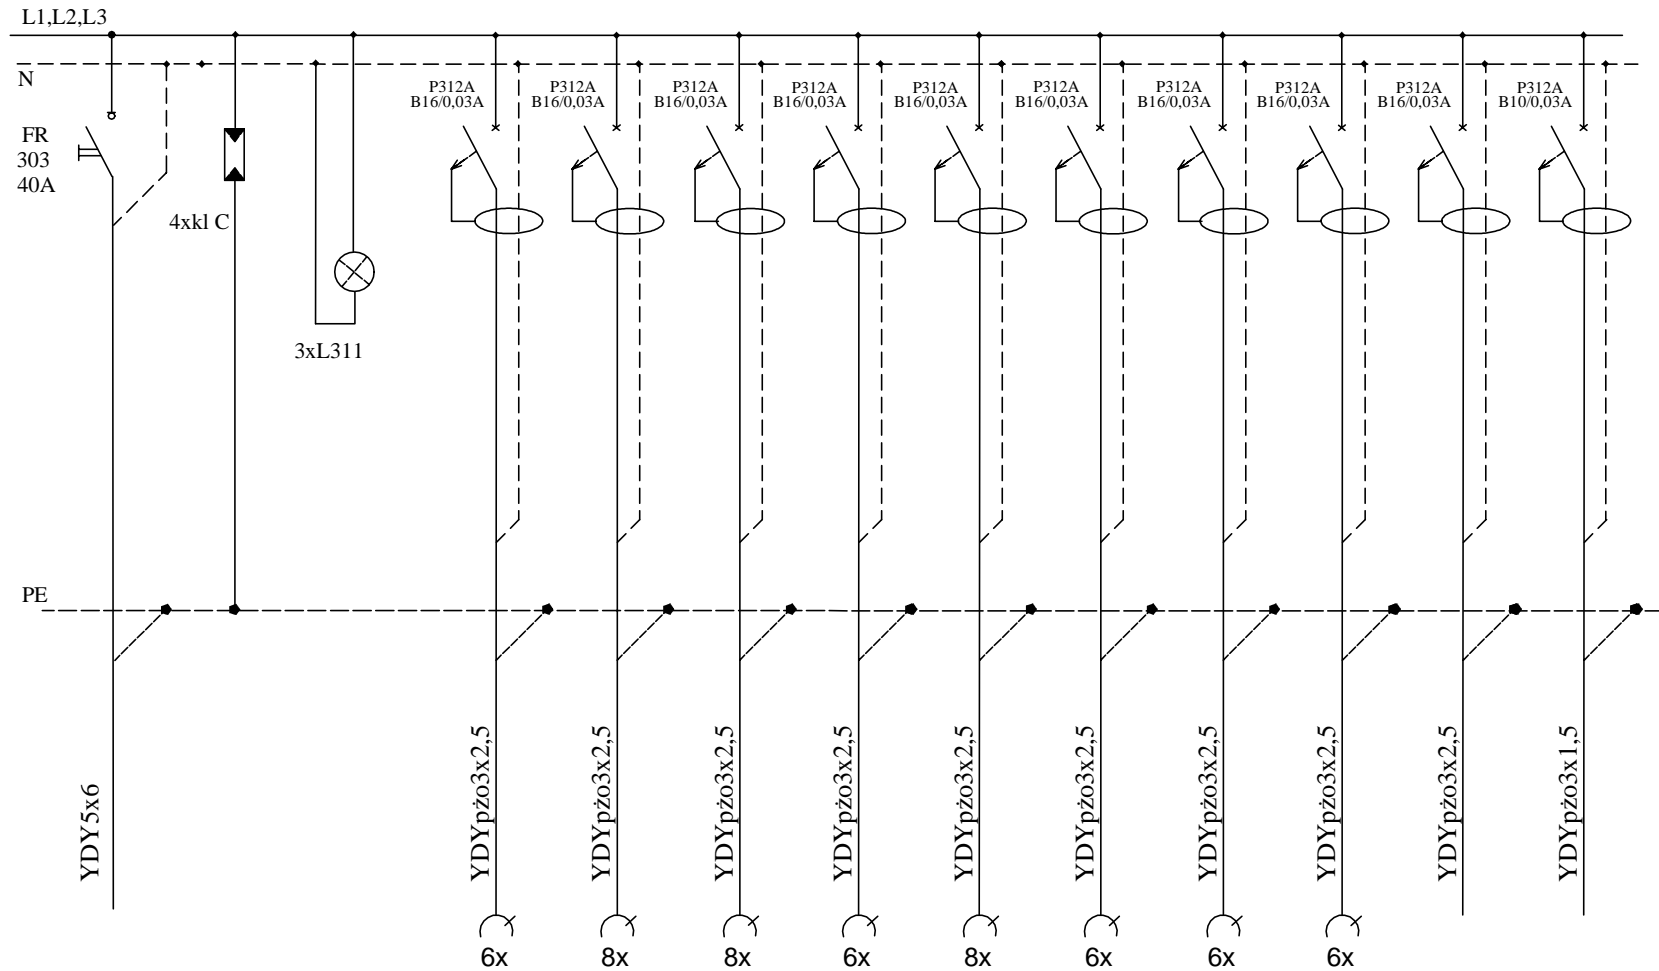 L1,L2,L3
N
P312A
B16/0,03A
P312A
B16/0,03A
P312A
B16/0,03A
P312A
B16/0,03A
P312A
B16/0,03A
P312A
B16/0,03A
P312A
B16/0,03A
P312A
B16/0,03A
P312A
B16/0,03A
P312A
B10/0,03A
FR
303
40A
4xkl C
3xL311
PE
YDY5x6
YDYpżo3x2,5
YDYpżo3x2,5
YDYpżo3x2,5
YDYpżo3x2,5
YDYpżo3x2,5
YDYpżo3x2,5
YDYpżo3x2,5
YDYpżo3x2,5
YDYpżo3x2,5
YDYpżo3x1,5
6x
8x
8x
6x
8x
6x
6x
6x